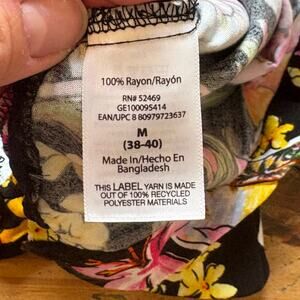 100% Rayon/Rayón
RN# 52469
GE100095414
EAN/UPC 8 80979723637
M
(38-40)
Made In/Hecho En
Bangladesh
THIS LABEL YARN IS MADE
OUT OF 100% RECYCLED
POLYESTER MATERIALS